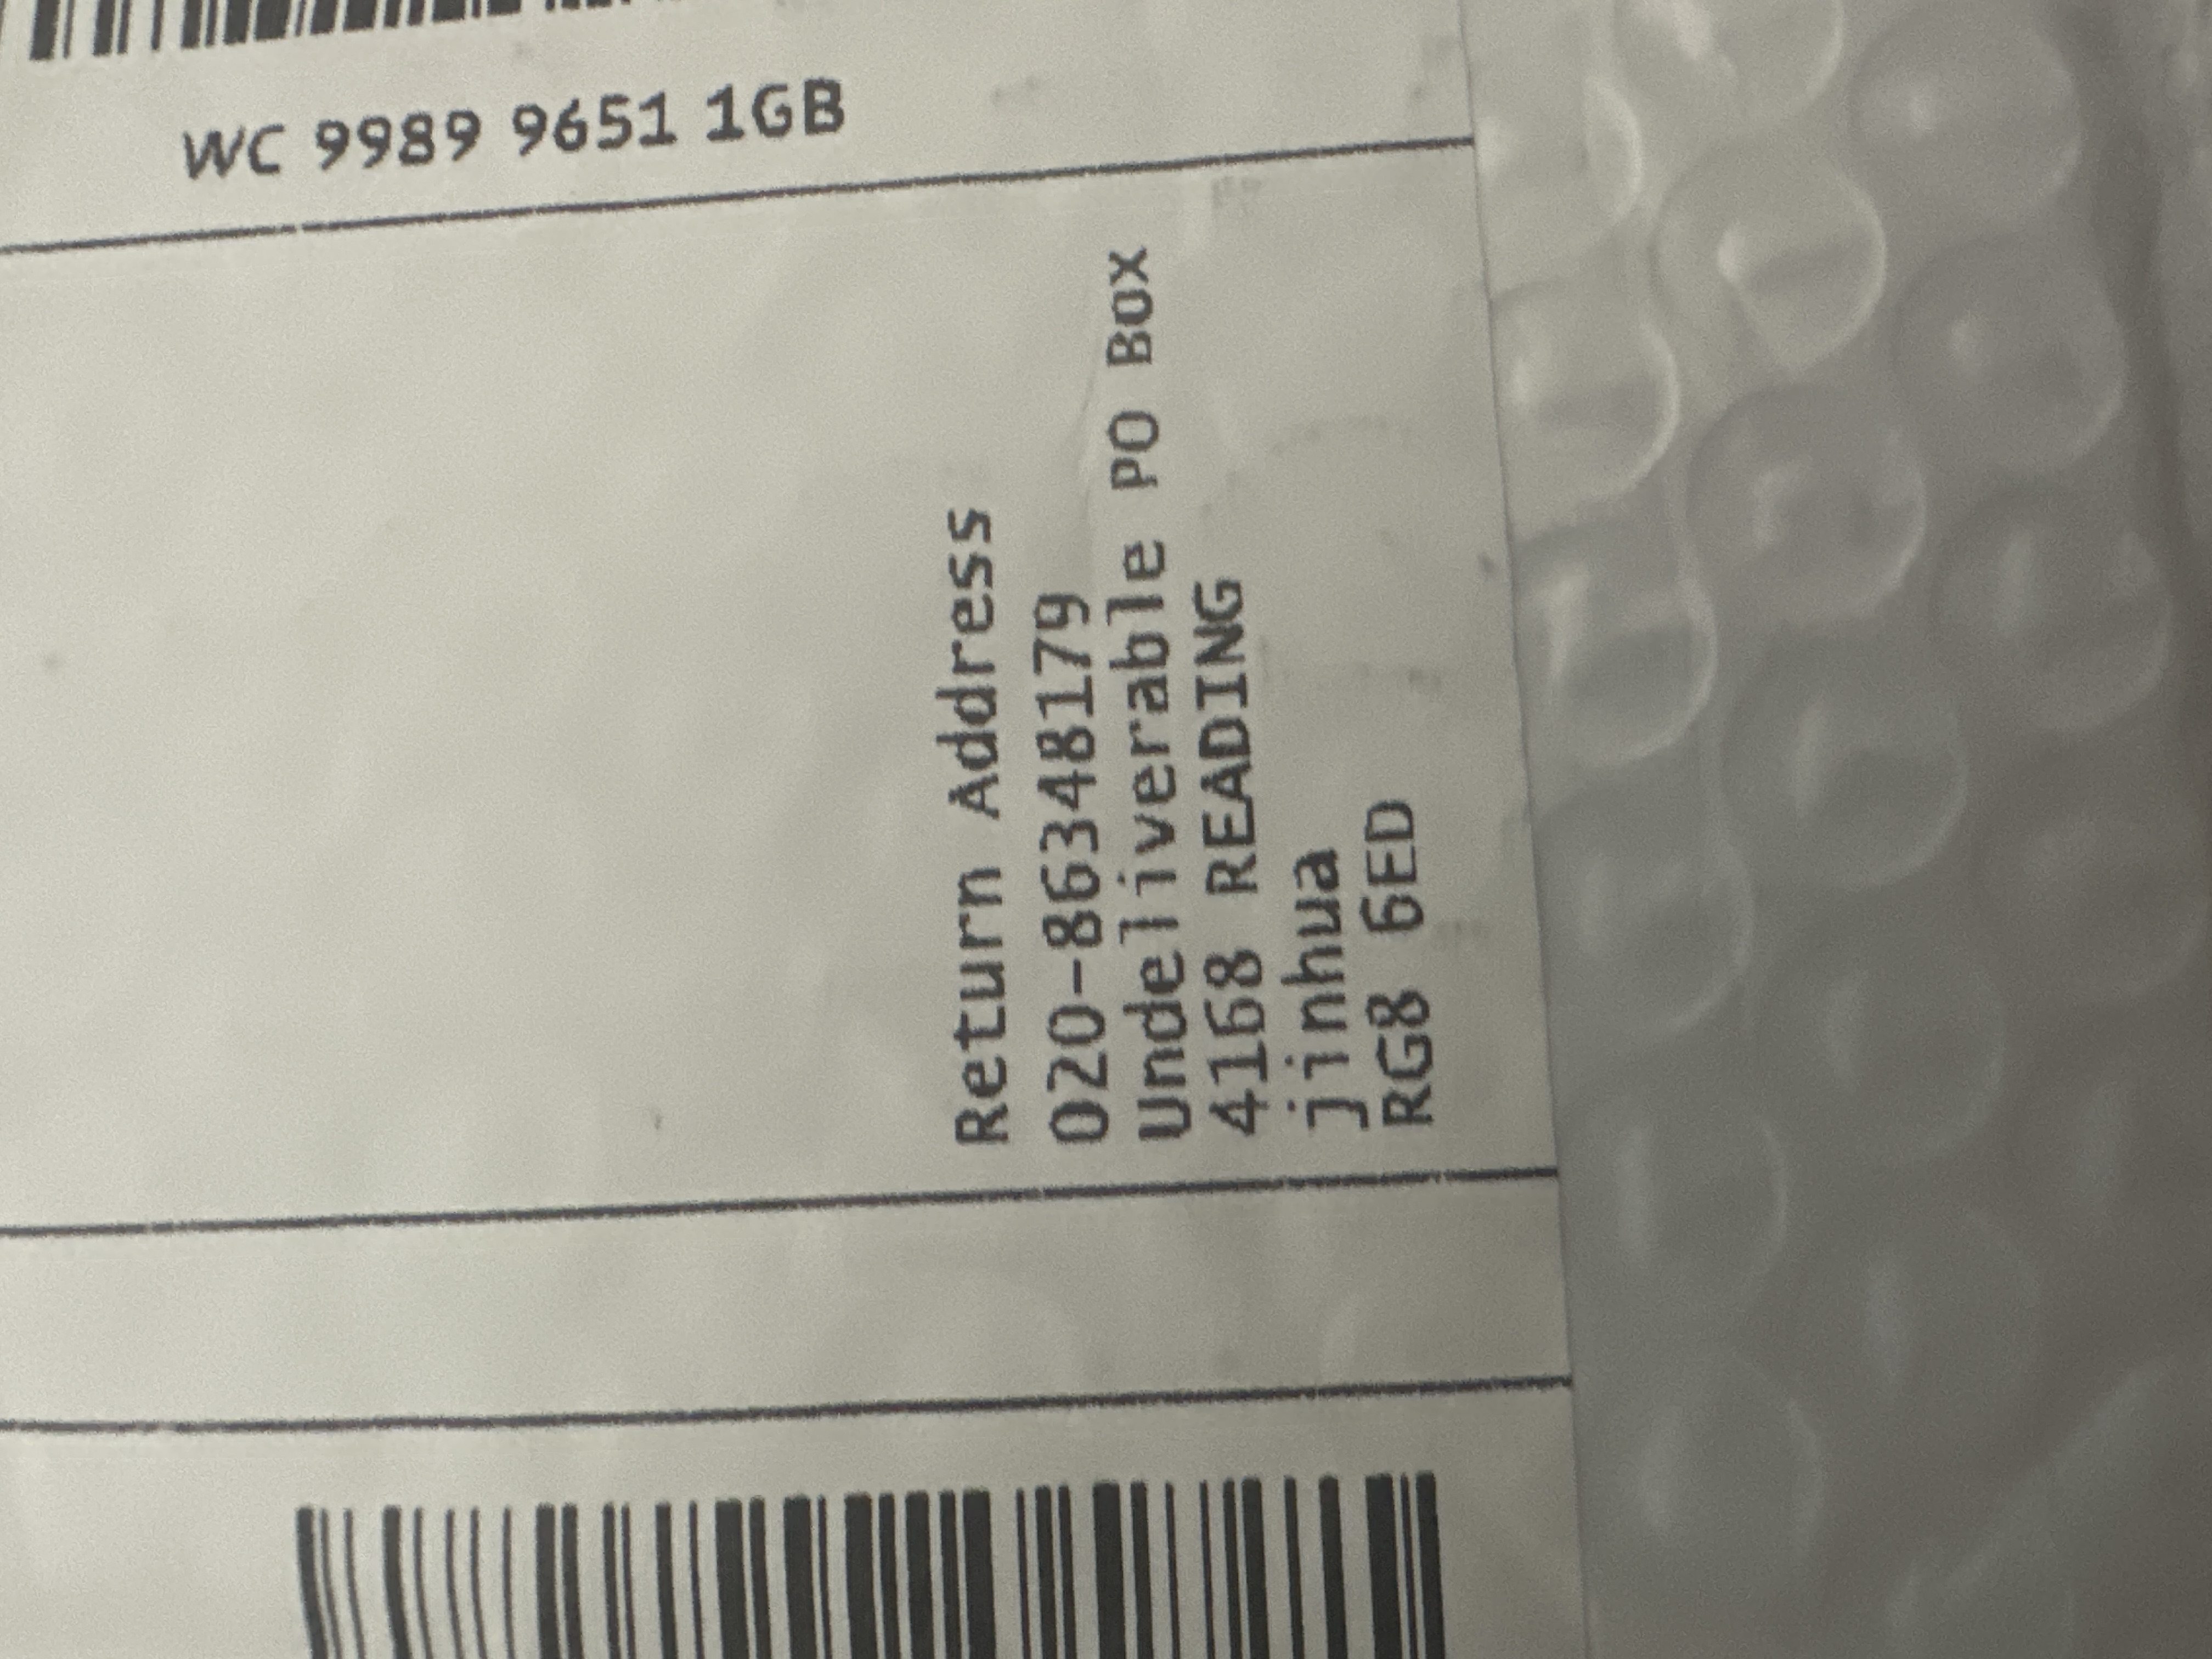 WC 9989 9651 1GB
Return Address
020-86348179
Undeliverable PO Box
4168 READING
jinhua
RG8 6ED